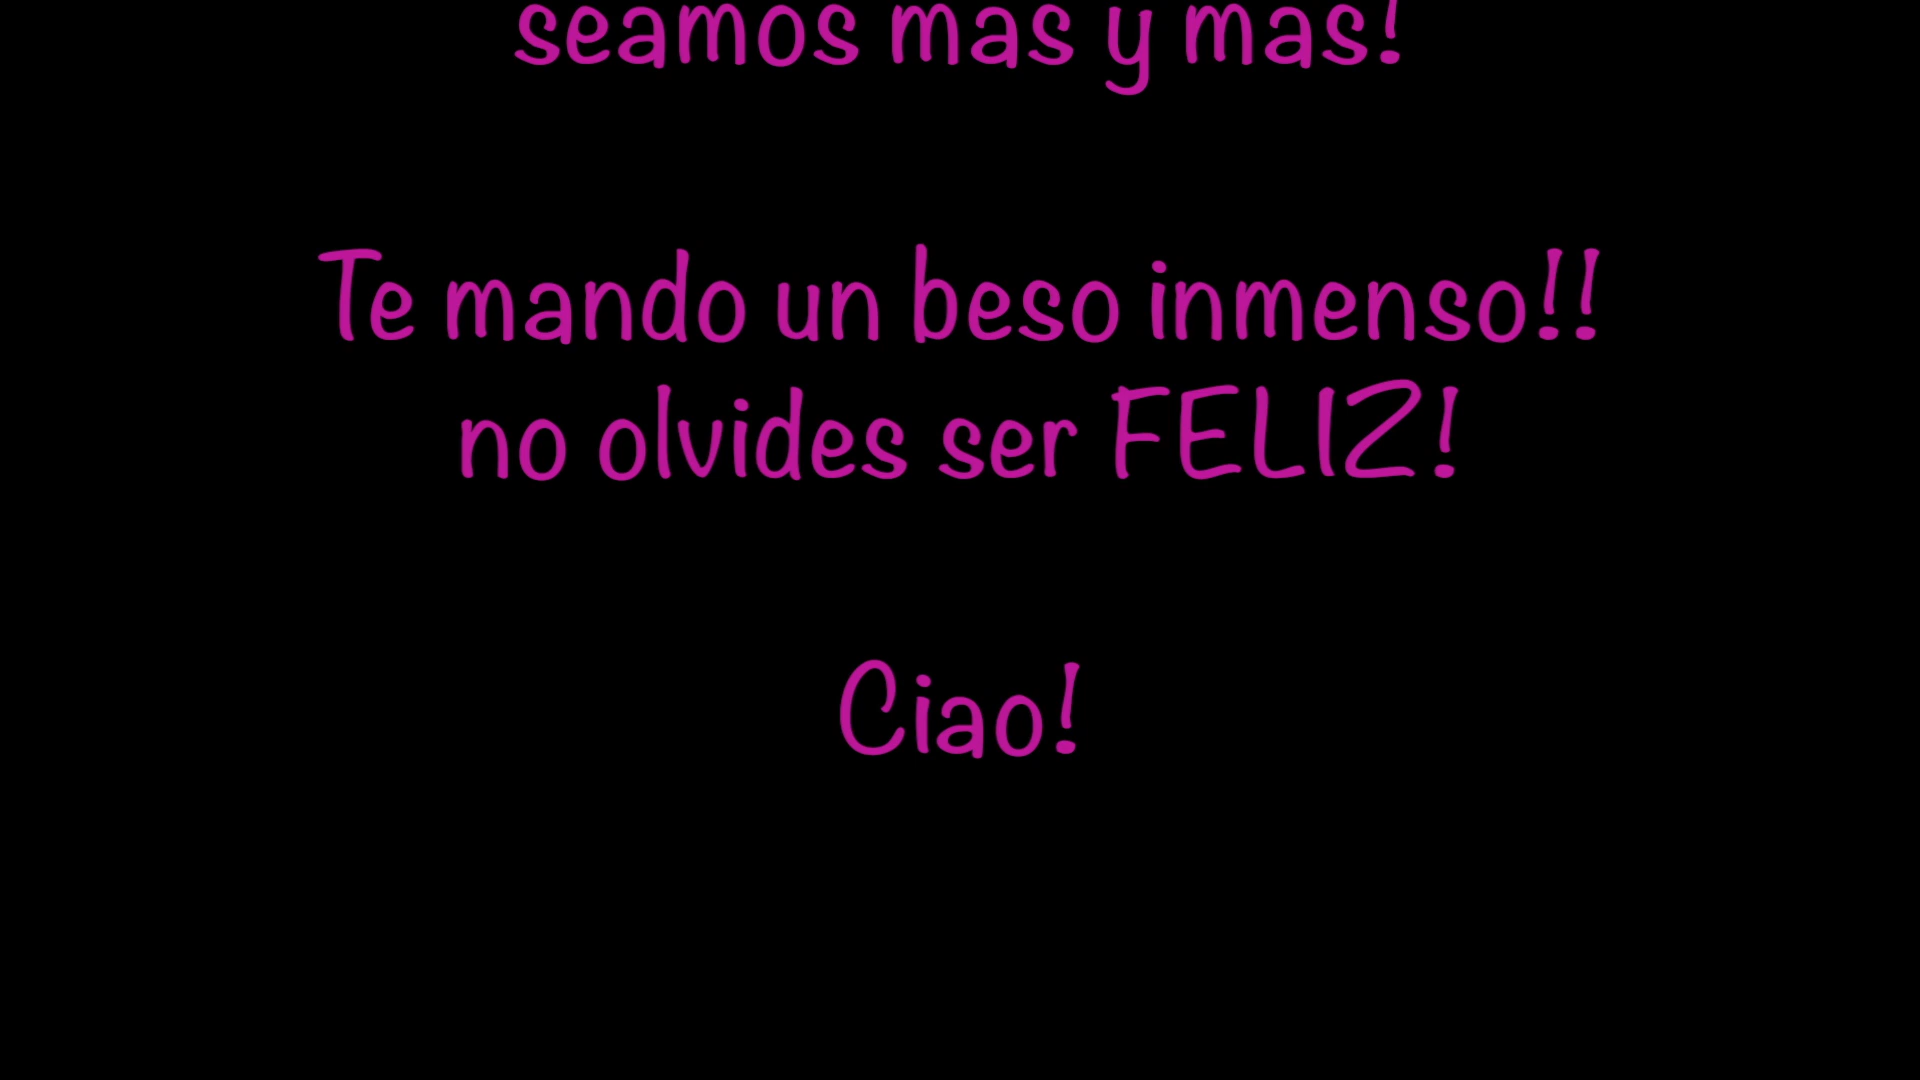 seamos mas y mas!
Te mando un beso inmenso!!
no olvides ser FELIZ!
Ciao!